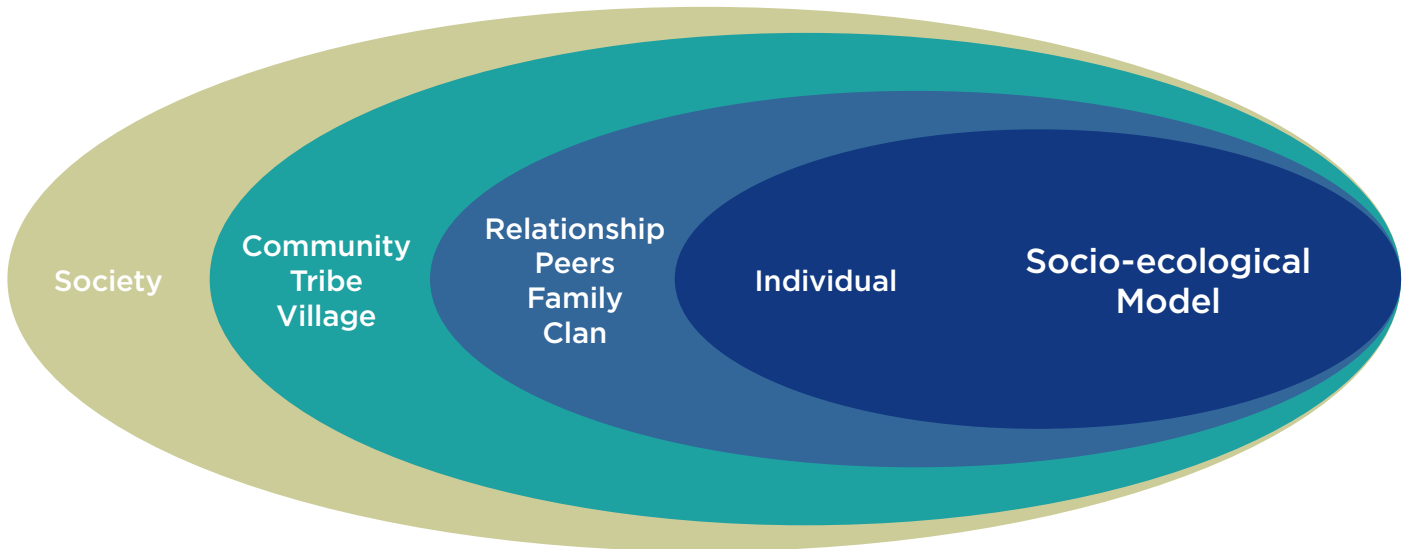 Society
Community
Tribe
Village
Relationship
Peers
Family
Clan
Individual
Socio-ecological
Model